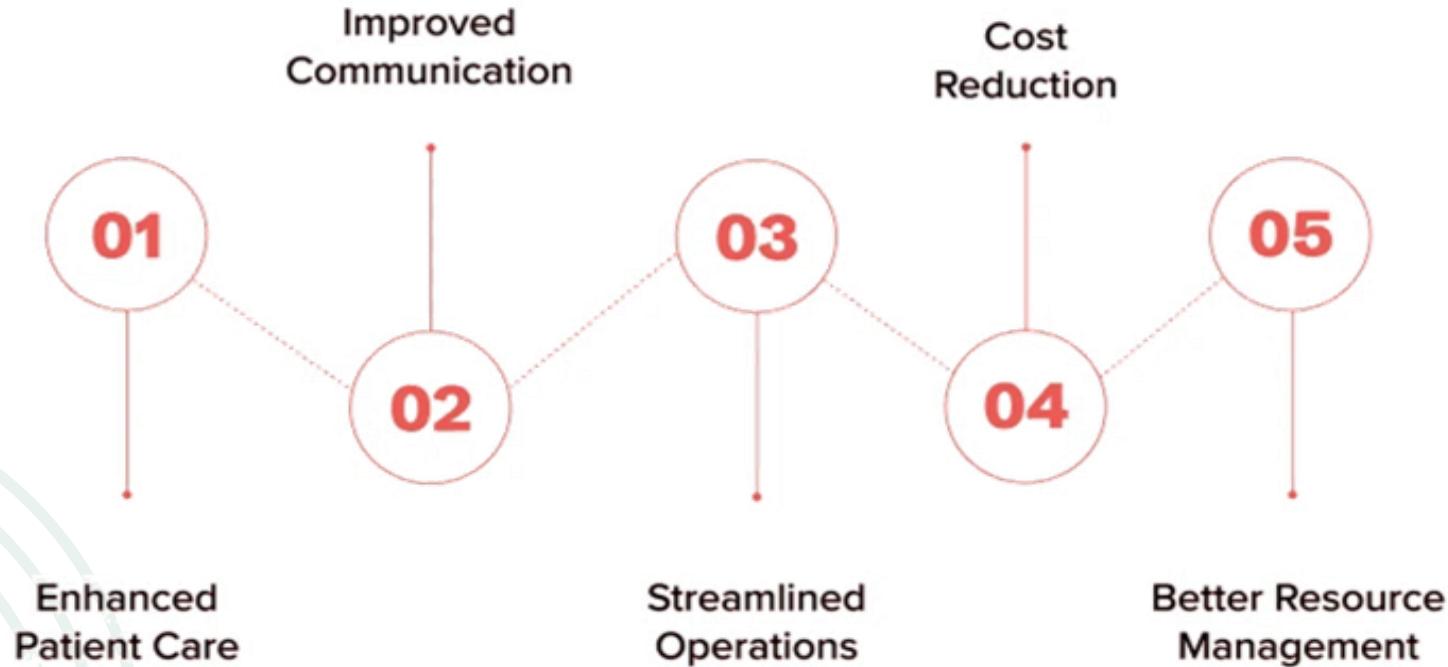 01
Enhanced
Patient Care
Improved
Communication
02
03
Streamlined
Operations
Cost
Reduction
04
05
Better Resource
Management